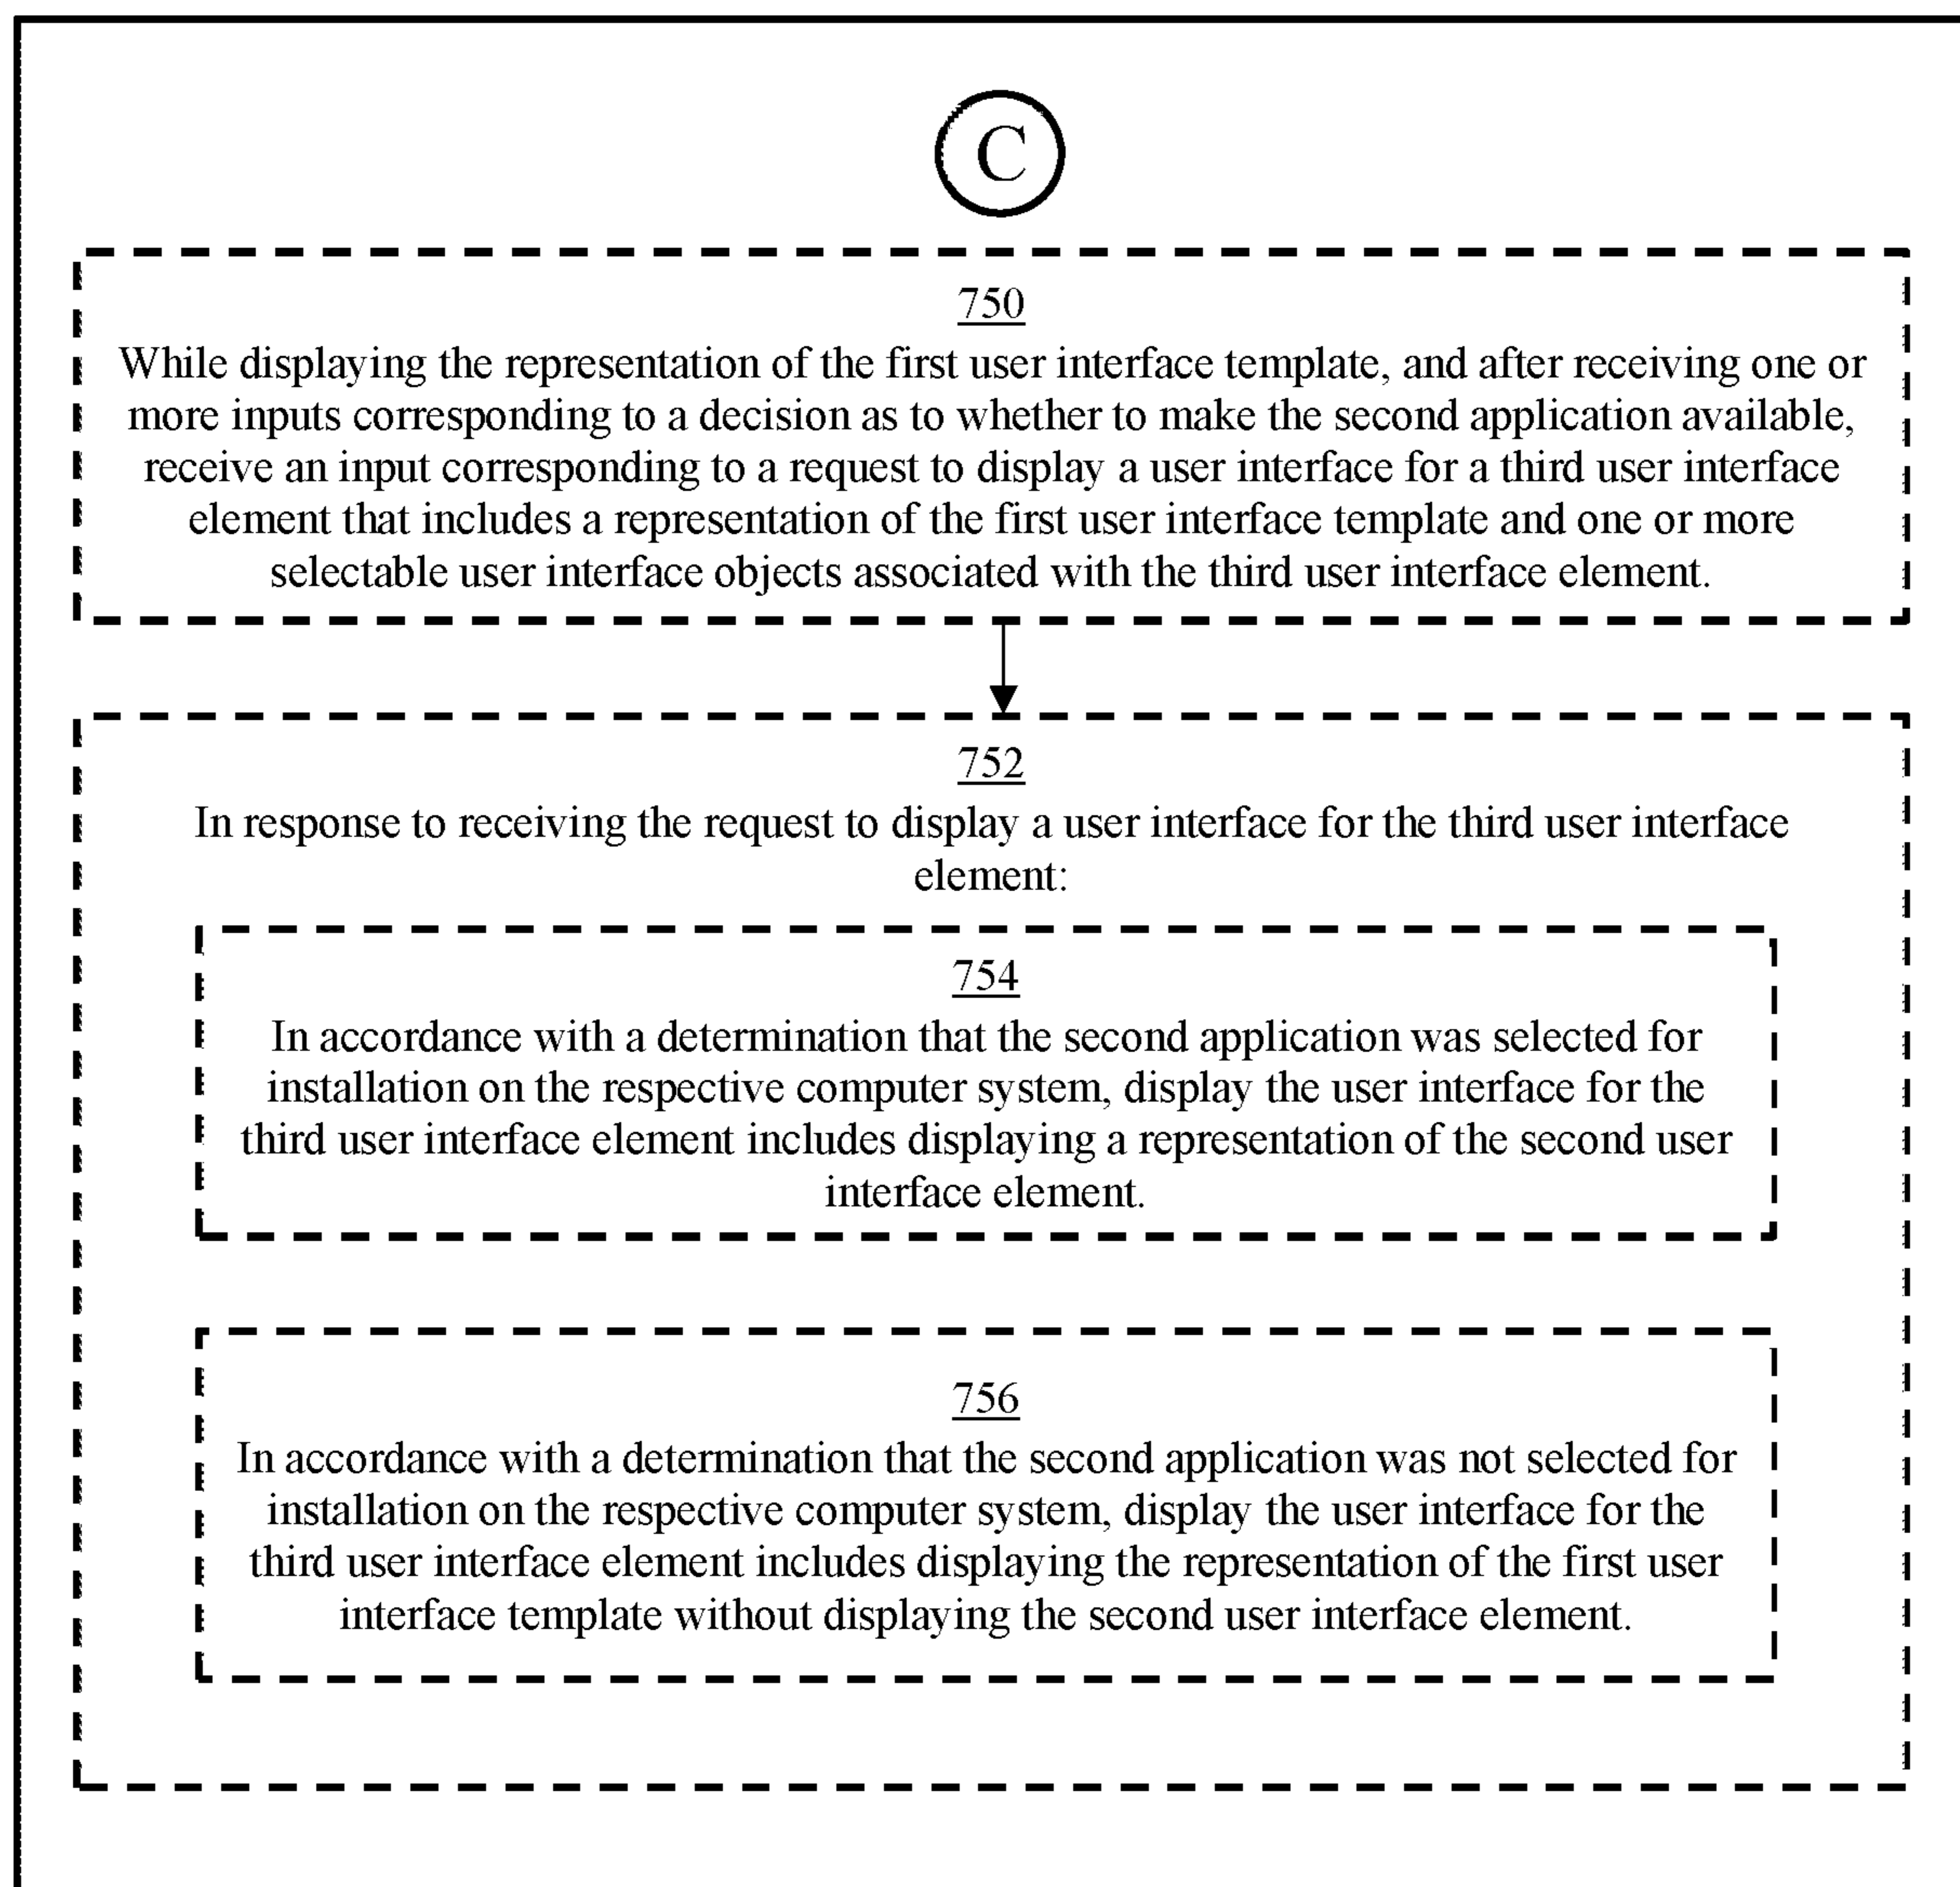 C
750
While displaying the representation of the first user interface template, and after receiving one or
more inputs corresponding to a decision as to whether to make the second application available,
receive an input corresponding to a request to display a user interface for a third user interface
element that includes a representation of the first user interface template and one or more
selectable user interface objects associated with the third user interface element.
752
In response to receiving the request to display a user interface for the third user interface
element:
754
In accordance with a determination that the second application was selected for
installation on the respective computer system, display the user interface for the
third user interface element includes displaying a representation of the second user
interface element.
756
In accordance with a determination that the second application was not selected for
installation on the respective computer system, display the user interface for the
third user interface element includes displaying the representation of the first user
interface template without displaying the second user interface element.